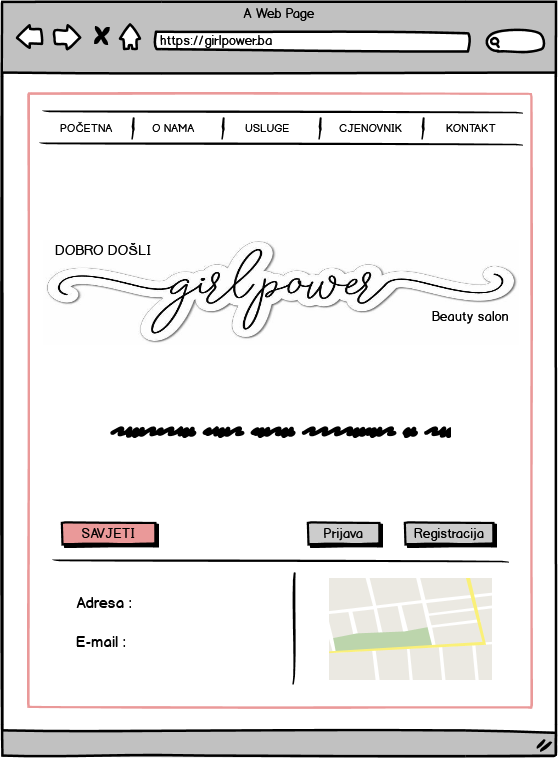 A Web Page
https://girlpower.ba
POČETNA
O NAMA
USLUGE
CJENOVNIK
KONTAKT
DOBRO DOŠLI
girlpower
Beauty salon
SAVJETI
Prijava
Registracija
Adresa :
E-mail :